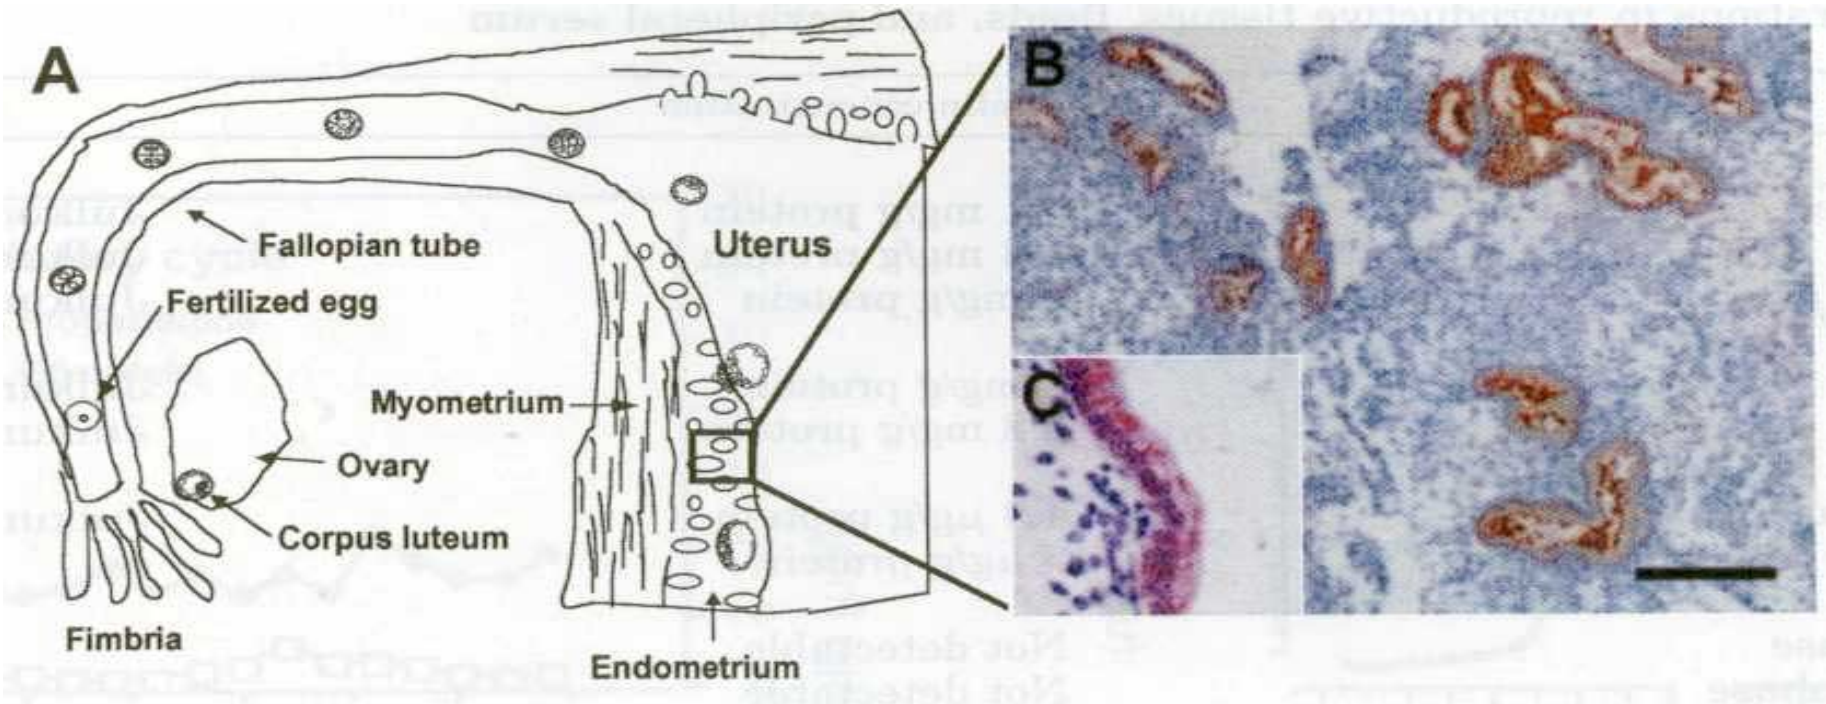 A
B
Fallopian tube
Uterus
Fertilized egg
Myometrium
C
Ovary
Corpus luteum
Fimbria
Endometrium